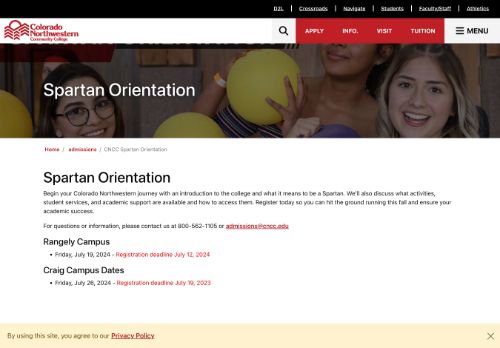 D2L
Crossroads
Navigate
Students
Faculty/Staff
Athletics
Colorado
Northwestern
Community College
APPLY
INFO.
VISIT
TUITION
MENU
Spartan Orientation
Home / admissions / CNCC Spartan Orientation
Spartan Orientation
Begin your Colorado Northwestern journey with an introduction to the college and what it means to be a Spartan. We'll also discuss what activities,
student services, and academic support are available and how to access them. Register today so you can hit the ground running this fall and ensure your
academic success.
For questions or information, please contact us at 800-562-1105 or admissions@cncc.edu
Rangely Campus
• Friday, July 19, 2024 - Registration deadline July 12, 2024
Craig Campus Dates
• Friday, July 26, 2024 - Registration deadline July 19, 2023
By using this site, you agree to our Privacy Policy